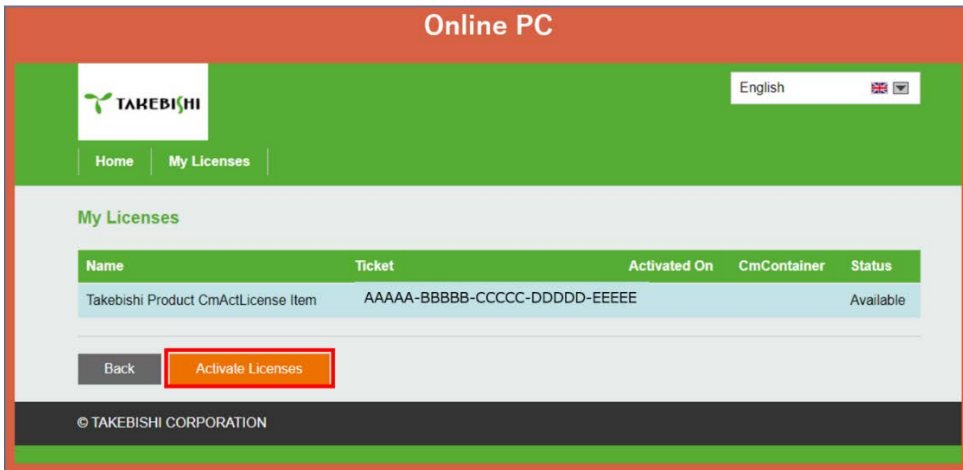 Online PC
TAKEBISHI
English
Home My Licenses
My Licenses
Name Ticket Activated On CmContainer Status
Takebishi Product CmActLicense Item AAAAA-BBBBB-CCCCC-DDDDD-EEEEE Available
Back Activate Licenses
© TAKEBISHI CORPORATION